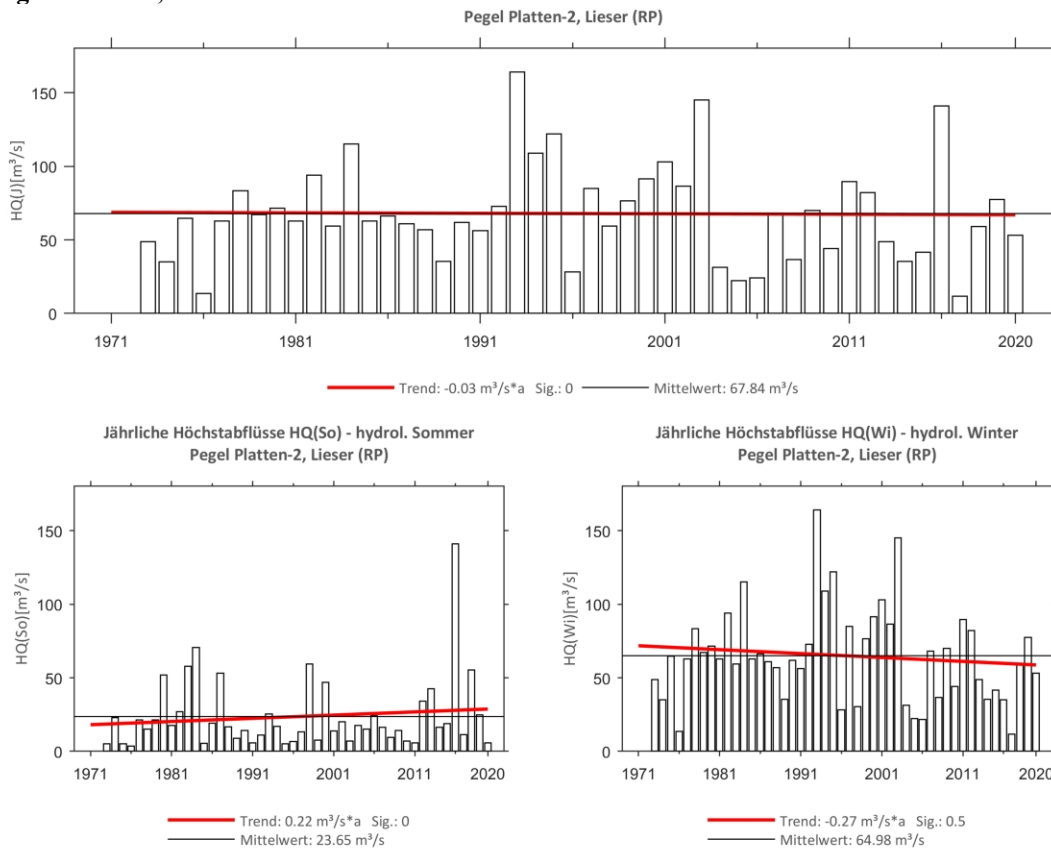 Pegel Platten-2, Lieser (RP)
HQ(J)[m³/s]
150
100
50
0
1971 1981 1991 2001 2011 2020
Trend: -0.03 m³/s*a Sig.: 0 Mittelwert: 67.84 m³/s
Jährliche Höchstabflüsse HQ(So) - hydrol. Sommer
Pegel Platten-2, Lieser (RP)
HQ(So)[m³/s]
150
100
50
0
1971 1981 1991 2001 2011 2020
Trend: 0.22 m³/s*a Sig.: 0
Mittelwert: 23.65 m³/s
Jährliche Höchstabflüsse HQ(Wi) - hydrol. Winter
Pegel Platten-2, Lieser (RP)
HQ(Wi)[m³/s]
150
100
50
0
1971 1981 1991 2001 2011 2020
Trend: -0.27 m³/s*a Sig.: 0.5
Mittelwert: 64.98 m³/s